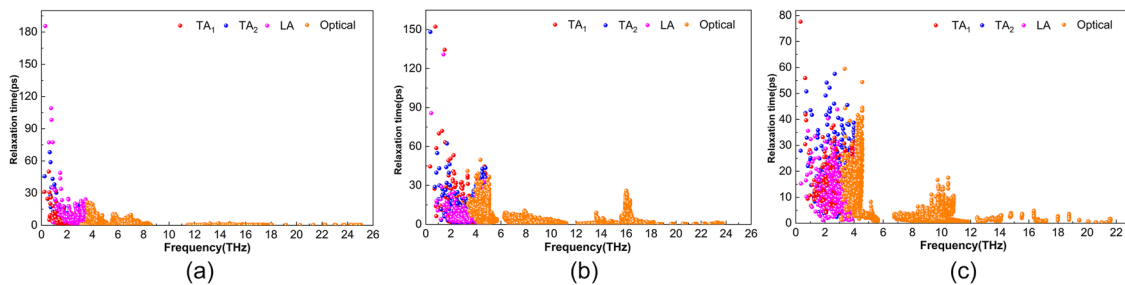 TA1 TA2 LA Optical
Relaxation time(ps)
180
150
120
90
60
30
0
0 2 4 6 8 10 12 14 16 18 20 22 24 26
Frequency(THz)
(a)
TA1 TA2 LA Optical
Relaxation time(ps)
150
120
90
60
30
0
0 2 4 6 8 10 12 14 16 18 20 22 24 26
Frequency(THz)
(b)
TA1 TA2 LA Optical
Relaxation time(ps)
80
70
60
50
40
30
20
10
0
0 2 4 6 8 10 12 14 16 18 20 22
Frequency(THz)
(c)